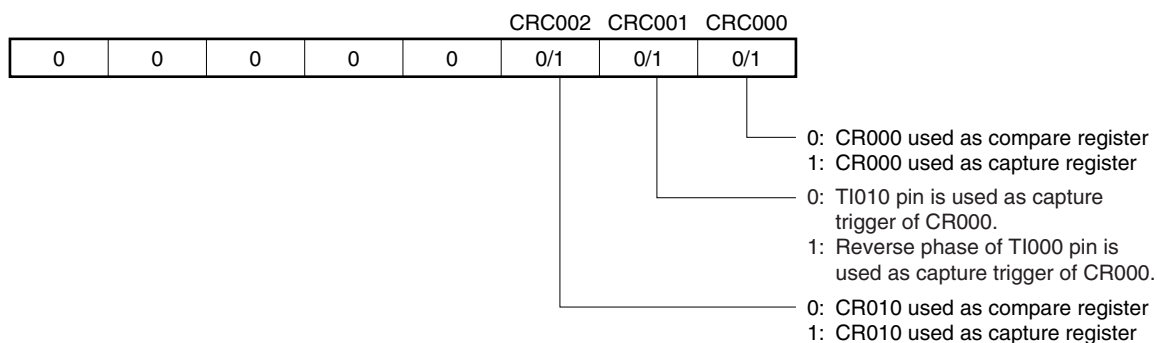 CRC002 CRC001 CRC000
0 0 0 0 0 0/1 0/1 0/1
0: CR000 used as compare register
1: CR000 used as capture register
0: TI010 pin is used as capture
trigger of CR000.
1: Reverse phase of TI000 pin is
used as capture trigger of CR000.
0: CR010 used as compare register
1: CR010 used as capture register